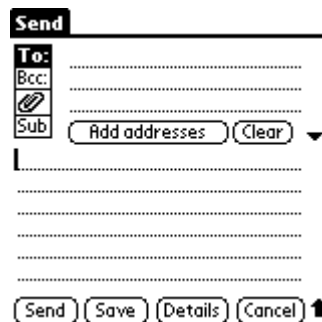 Send
To:
Bcc:
Sub
Add addresses Clear
Send Save Details Cancel